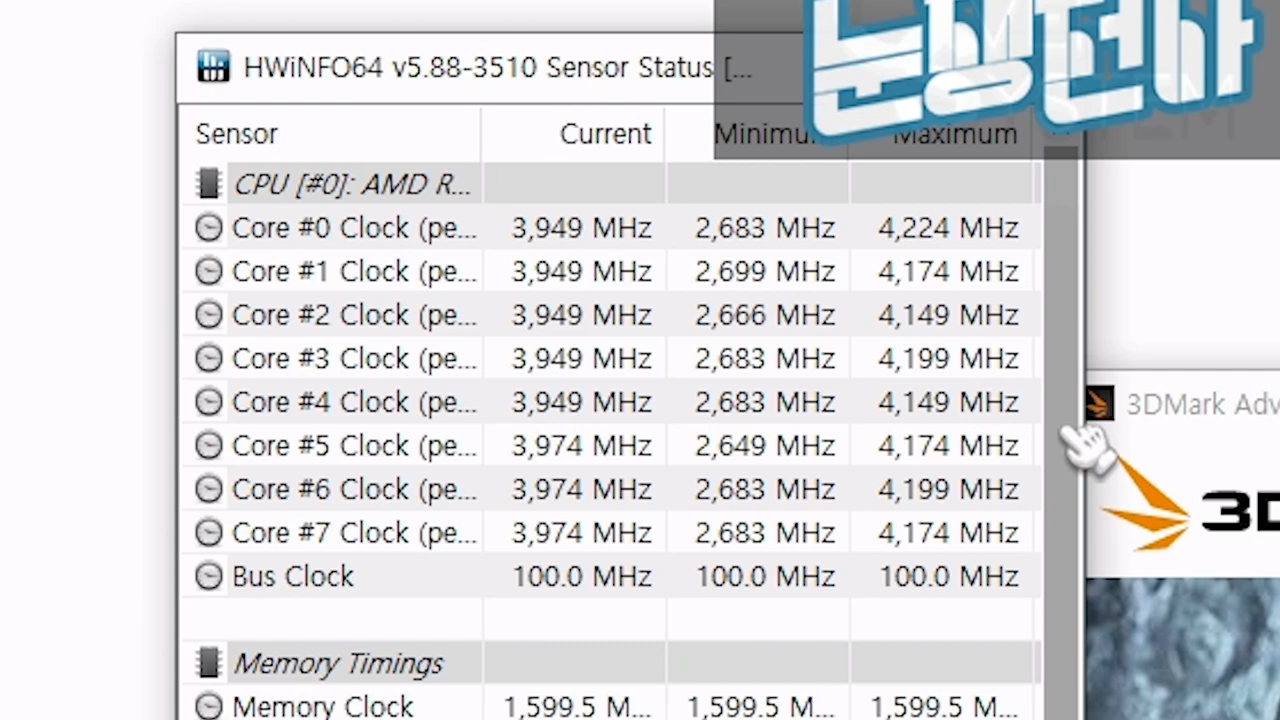 눈쟁전자
HWiNFO64 v5.88-3510 Sensor Status [...
Sensor Current Minimu Maximum
CPU [#0]: AMD R...
Core #0 Clock (pe... 3,949 MHz 2,683 MHz 4,224 MHz
Core #1 Clock (pe... 3,949 MHz 2,699 MHz 4,174 MHz
Core #2 Clock (pe... 3,949 MHz 2,666 MHz 4,149 MHz
Core #3 Clock (pe... 3,949 MHz 2,683 MHz 4,199 MHz
Core #4 Clock (pe... 3,949 MHz 2,683 MHz 4,149 MHz
Core #5 Clock (pe... 3,974 MHz 2,649 MHz 4,174 MHz
Core #6 Clock (pe... 3,974 MHz 2,683 MHz 4,199 MHz
Core #7 Clock (pe... 3,974 MHz 2,683 MHz 4,174 MHz
Bus Clock 100.0 MHz 100.0 MHz 100.0 MHz
Memory Timings
Memory Clock 1,599.5 M... 1,599.5 M... 1,599.5 M...
3DMark Adv
3D